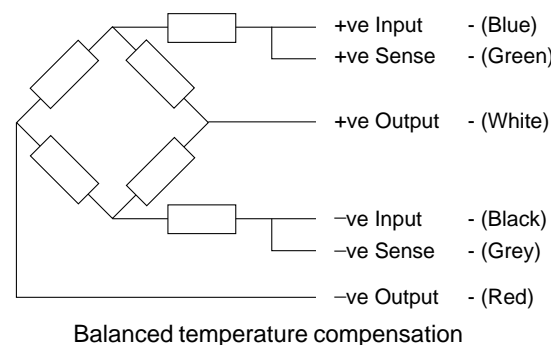 +ve Input - (Blue)
+ve Sense - (Green)
+ve Output - (White)
−ve Input - (Black)
−ve Sense - (Grey)
−ve Output - (Red)
Balanced temperature compensation